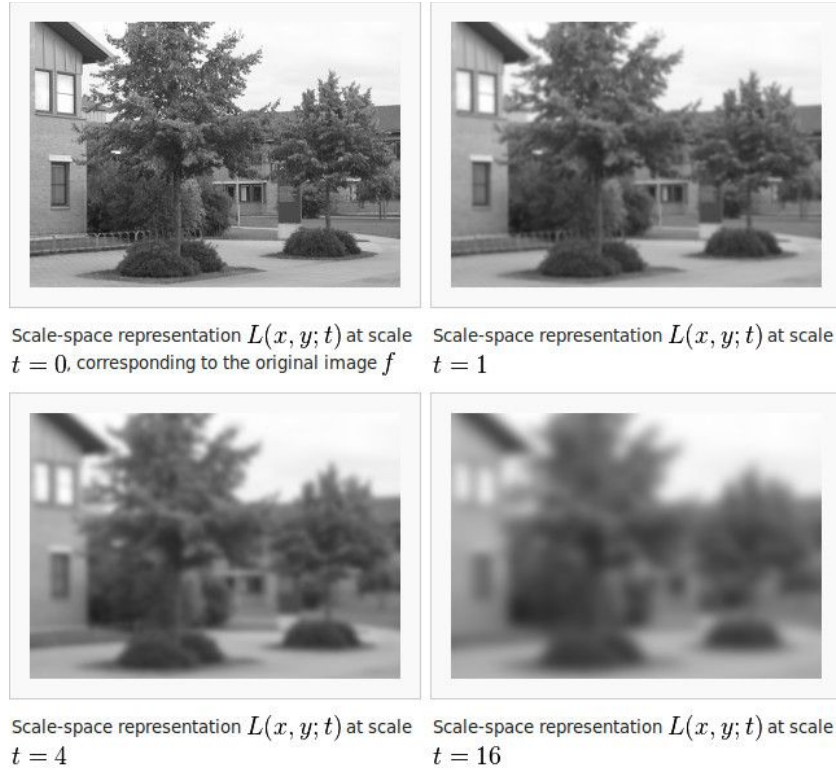 Scale-space representation L(x, y; t) at scale
t = 0, corresponding to the original image f
Scale-space representation L(x, y; t) at scale
t = 1
Scale-space representation L(x, y; t) at scale
t = 4
Scale-space representation L(x, y; t) at scale
t = 16